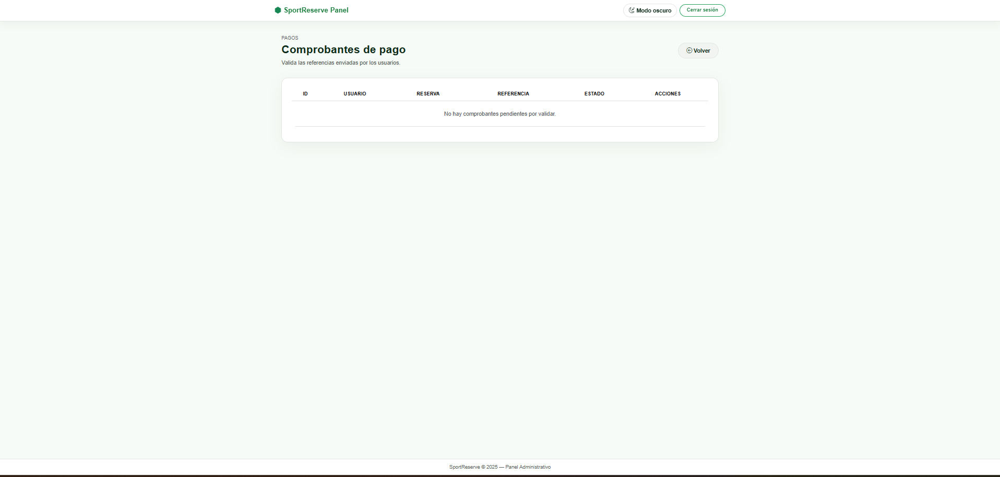 SportReserve Panel
Modo oscuro
Cerrar sesión
PAGOS
Comprobantes de pago
Valida las referencias enviadas por los usuarios.
Volver
ID USUARIO RESERVA REFERENCIA ESTADO ACCIONES
No hay comprobantes pendientes por validar.
SportReserve © 2025 — Panel Administrativo